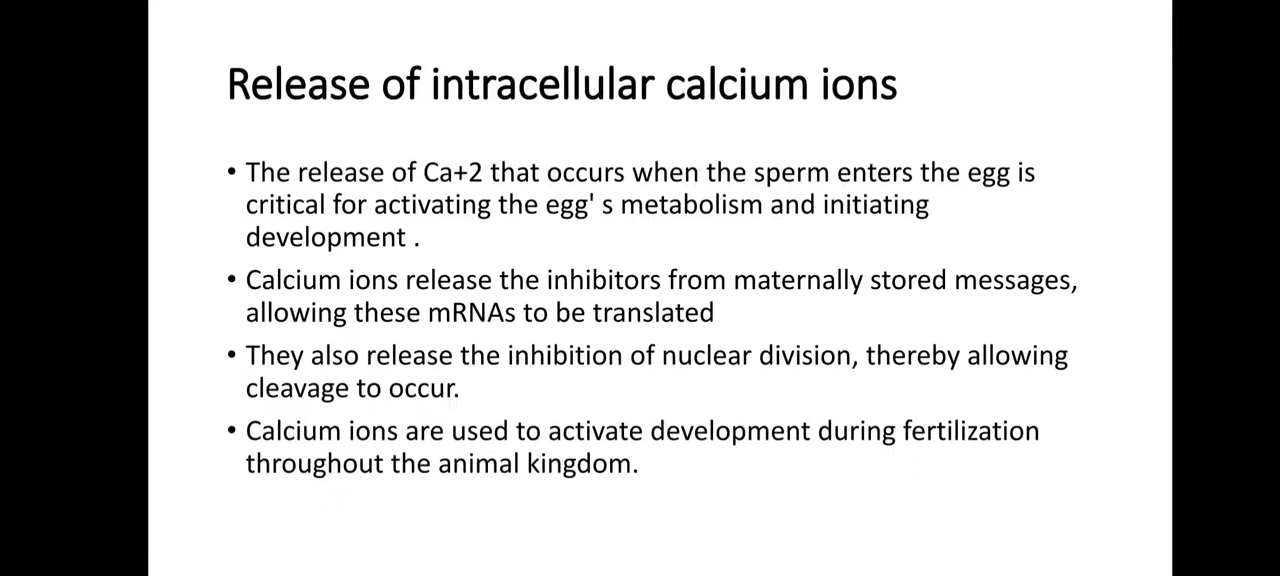 Release of intracellular calcium ions
• The release of Ca+2 that occurs when the sperm enters the egg is
critical for activating the egg' s metabolism and initiating
development .
• Calcium ions release the inhibitors from maternally stored messages,
allowing these mRNAs to be translated
• They also release the inhibition of nuclear division, thereby allowing
cleavage to occur.
• Calcium ions are used to activate development during fertilization
throughout the animal kingdom.